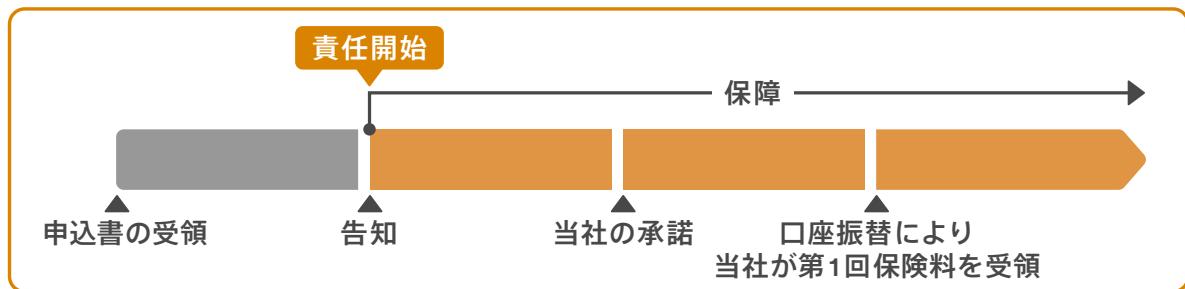 責任開始
保障
申込書の受領
告知
当社の承諾
口座振替により
当社が第1回保険料を受領